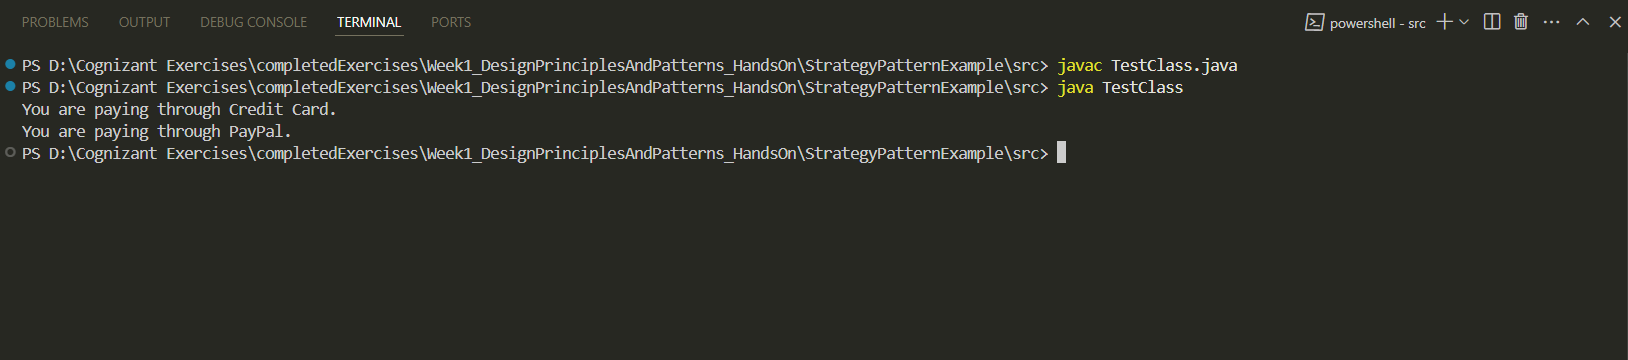 PROBLEMS OUTPUT DEBUG CONSOLE TERMINAL PORTS powershell - src
PS D:\Cognizant Exercises\completedExercises\Week1_DesignPrinciplesAndPatterns_HandsOn\StrategyPatternExample\src> javac TestClass.java
PS D:\Cognizant Exercises\completedExercises\Week1_DesignPrinciplesAndPatterns_HandsOn\StrategyPatternExample\src> java TestClass
You are paying through Credit Card.
You are paying through PayPal.
PS D:\Cognizant Exercises\completedExercises\Week1_DesignPrinciplesAndPatterns_HandsOn\StrategyPatternExample\src>